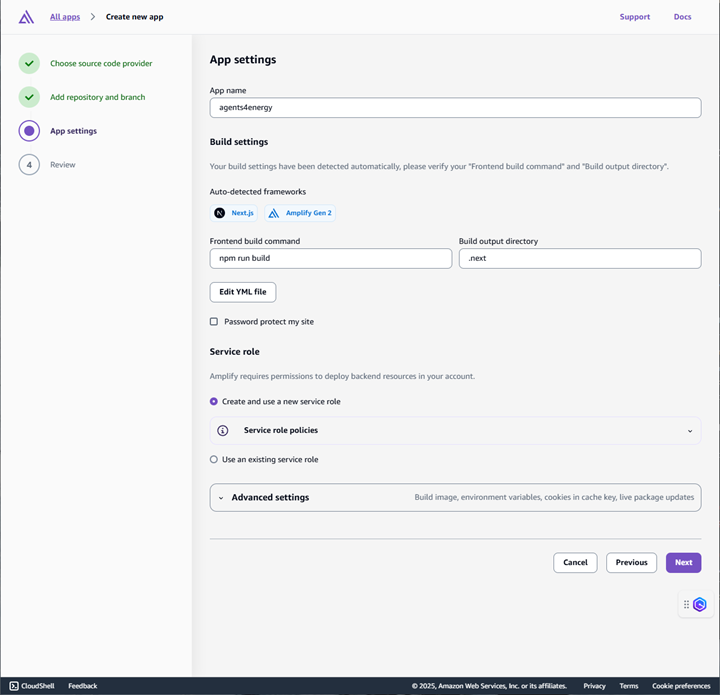 All apps > Create new app
Support
Docs
Choose source code provider
Add repository and branch
App settings
4 Review
App settings
App name
agents4energy
Build settings
Your build settings have been detected automatically, please verify your "Frontend build command" and "Build output directory".
Auto-detected frameworks
N Next.js
Amplify Gen 2
Frontend build command
npm run build
Build output directory
.next
Edit YML file
Password protect my site
Service role
Amplify requires permissions to deploy backend resources in your account.
Create and use a new service role
Service role policies
Use an existing service role
Advanced settings
Build image, environment variables, cookies in cache key, live package updates
Cancel
Previous
Next
CloudShell
Feedback
© 2025, Amazon Web Services, Inc. or its affiliates.
Privacy
Terms
Cookie preferences